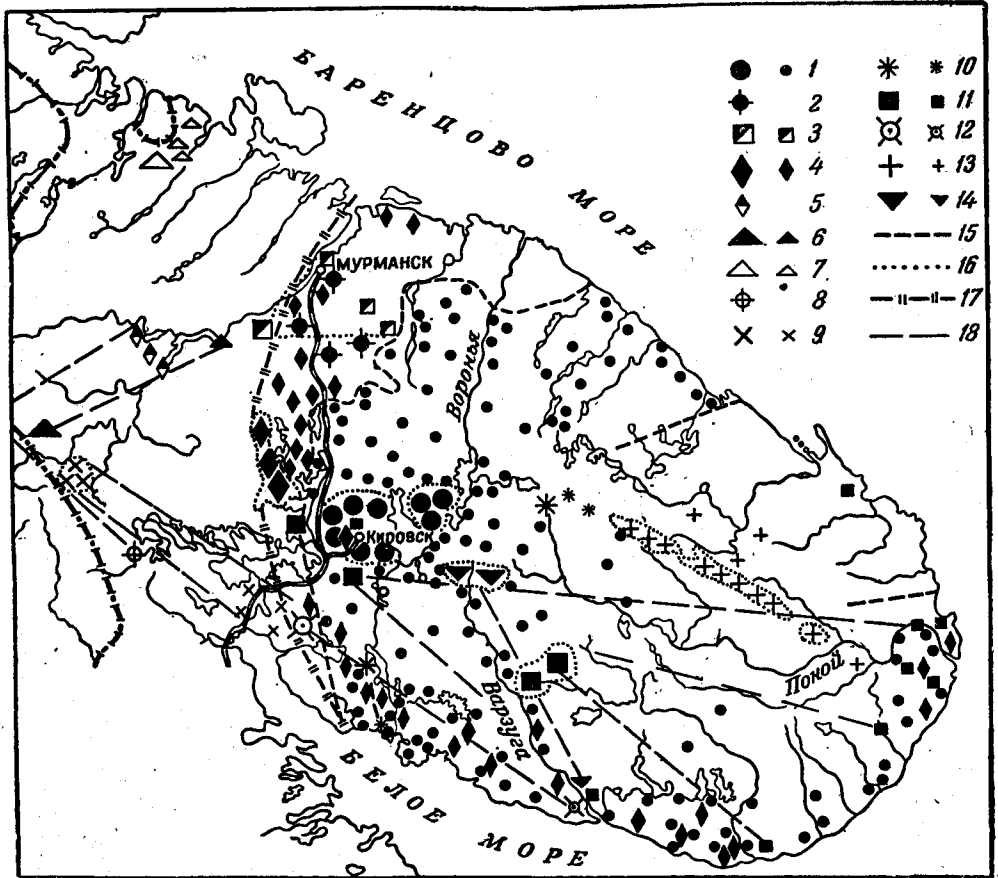 БАРЕНЦОВО МОРЕ
1
2
3
4
5
6
7
8
9
10
11
12
13
14
15
16
17
18
МУРМАНСК
Воронья
Кировск
Поной
Варзуга
БЕЛОЕ МОРЕ